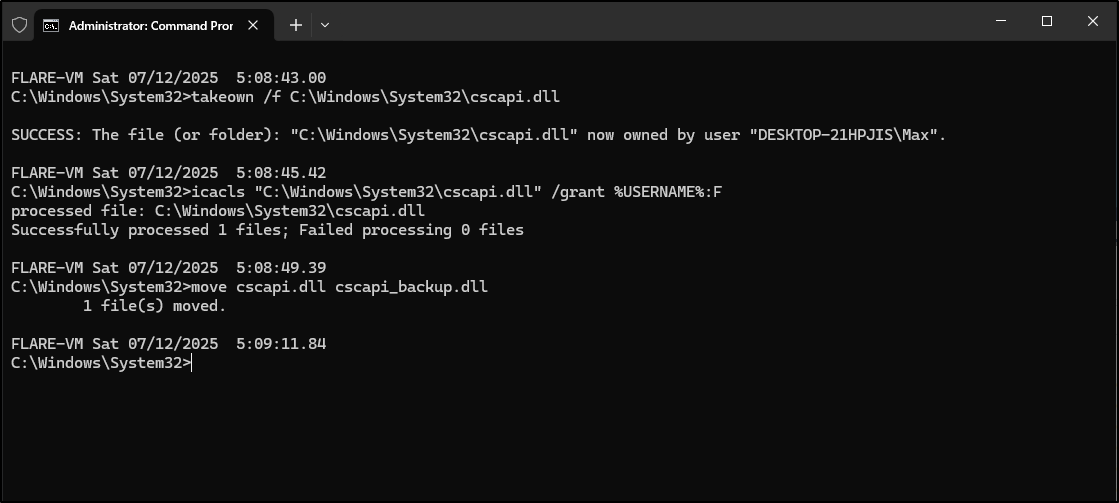 Administrator: Command Pror
FLARE-VM Sat 07/12/2025  5:08:43.00
C:\Windows\System32>takeown /f C:\Windows\System32\cscapi.dll
SUCCESS: The file (or folder): "C:\Windows\System32\cscapi.dll" now owned by user "DESKTOP-21HPJIS\Max".
FLARE-VM Sat 07/12/2025  5:08:45.42
C:\Windows\System32>icacls "C:\Windows\System32\cscapi.dll" /grant %USERNAME%:F
processed file: C:\Windows\System32\cscapi.dll
Successfully processed 1 files; Failed processing 0 files
FLARE-VM Sat 07/12/2025  5:08:49.39
C:\Windows\System32>move cscapi.dll cscapi_backup.dll
        1 file(s) moved.
FLARE-VM Sat 07/12/2025  5:09:11.84
C:\Windows\System32>